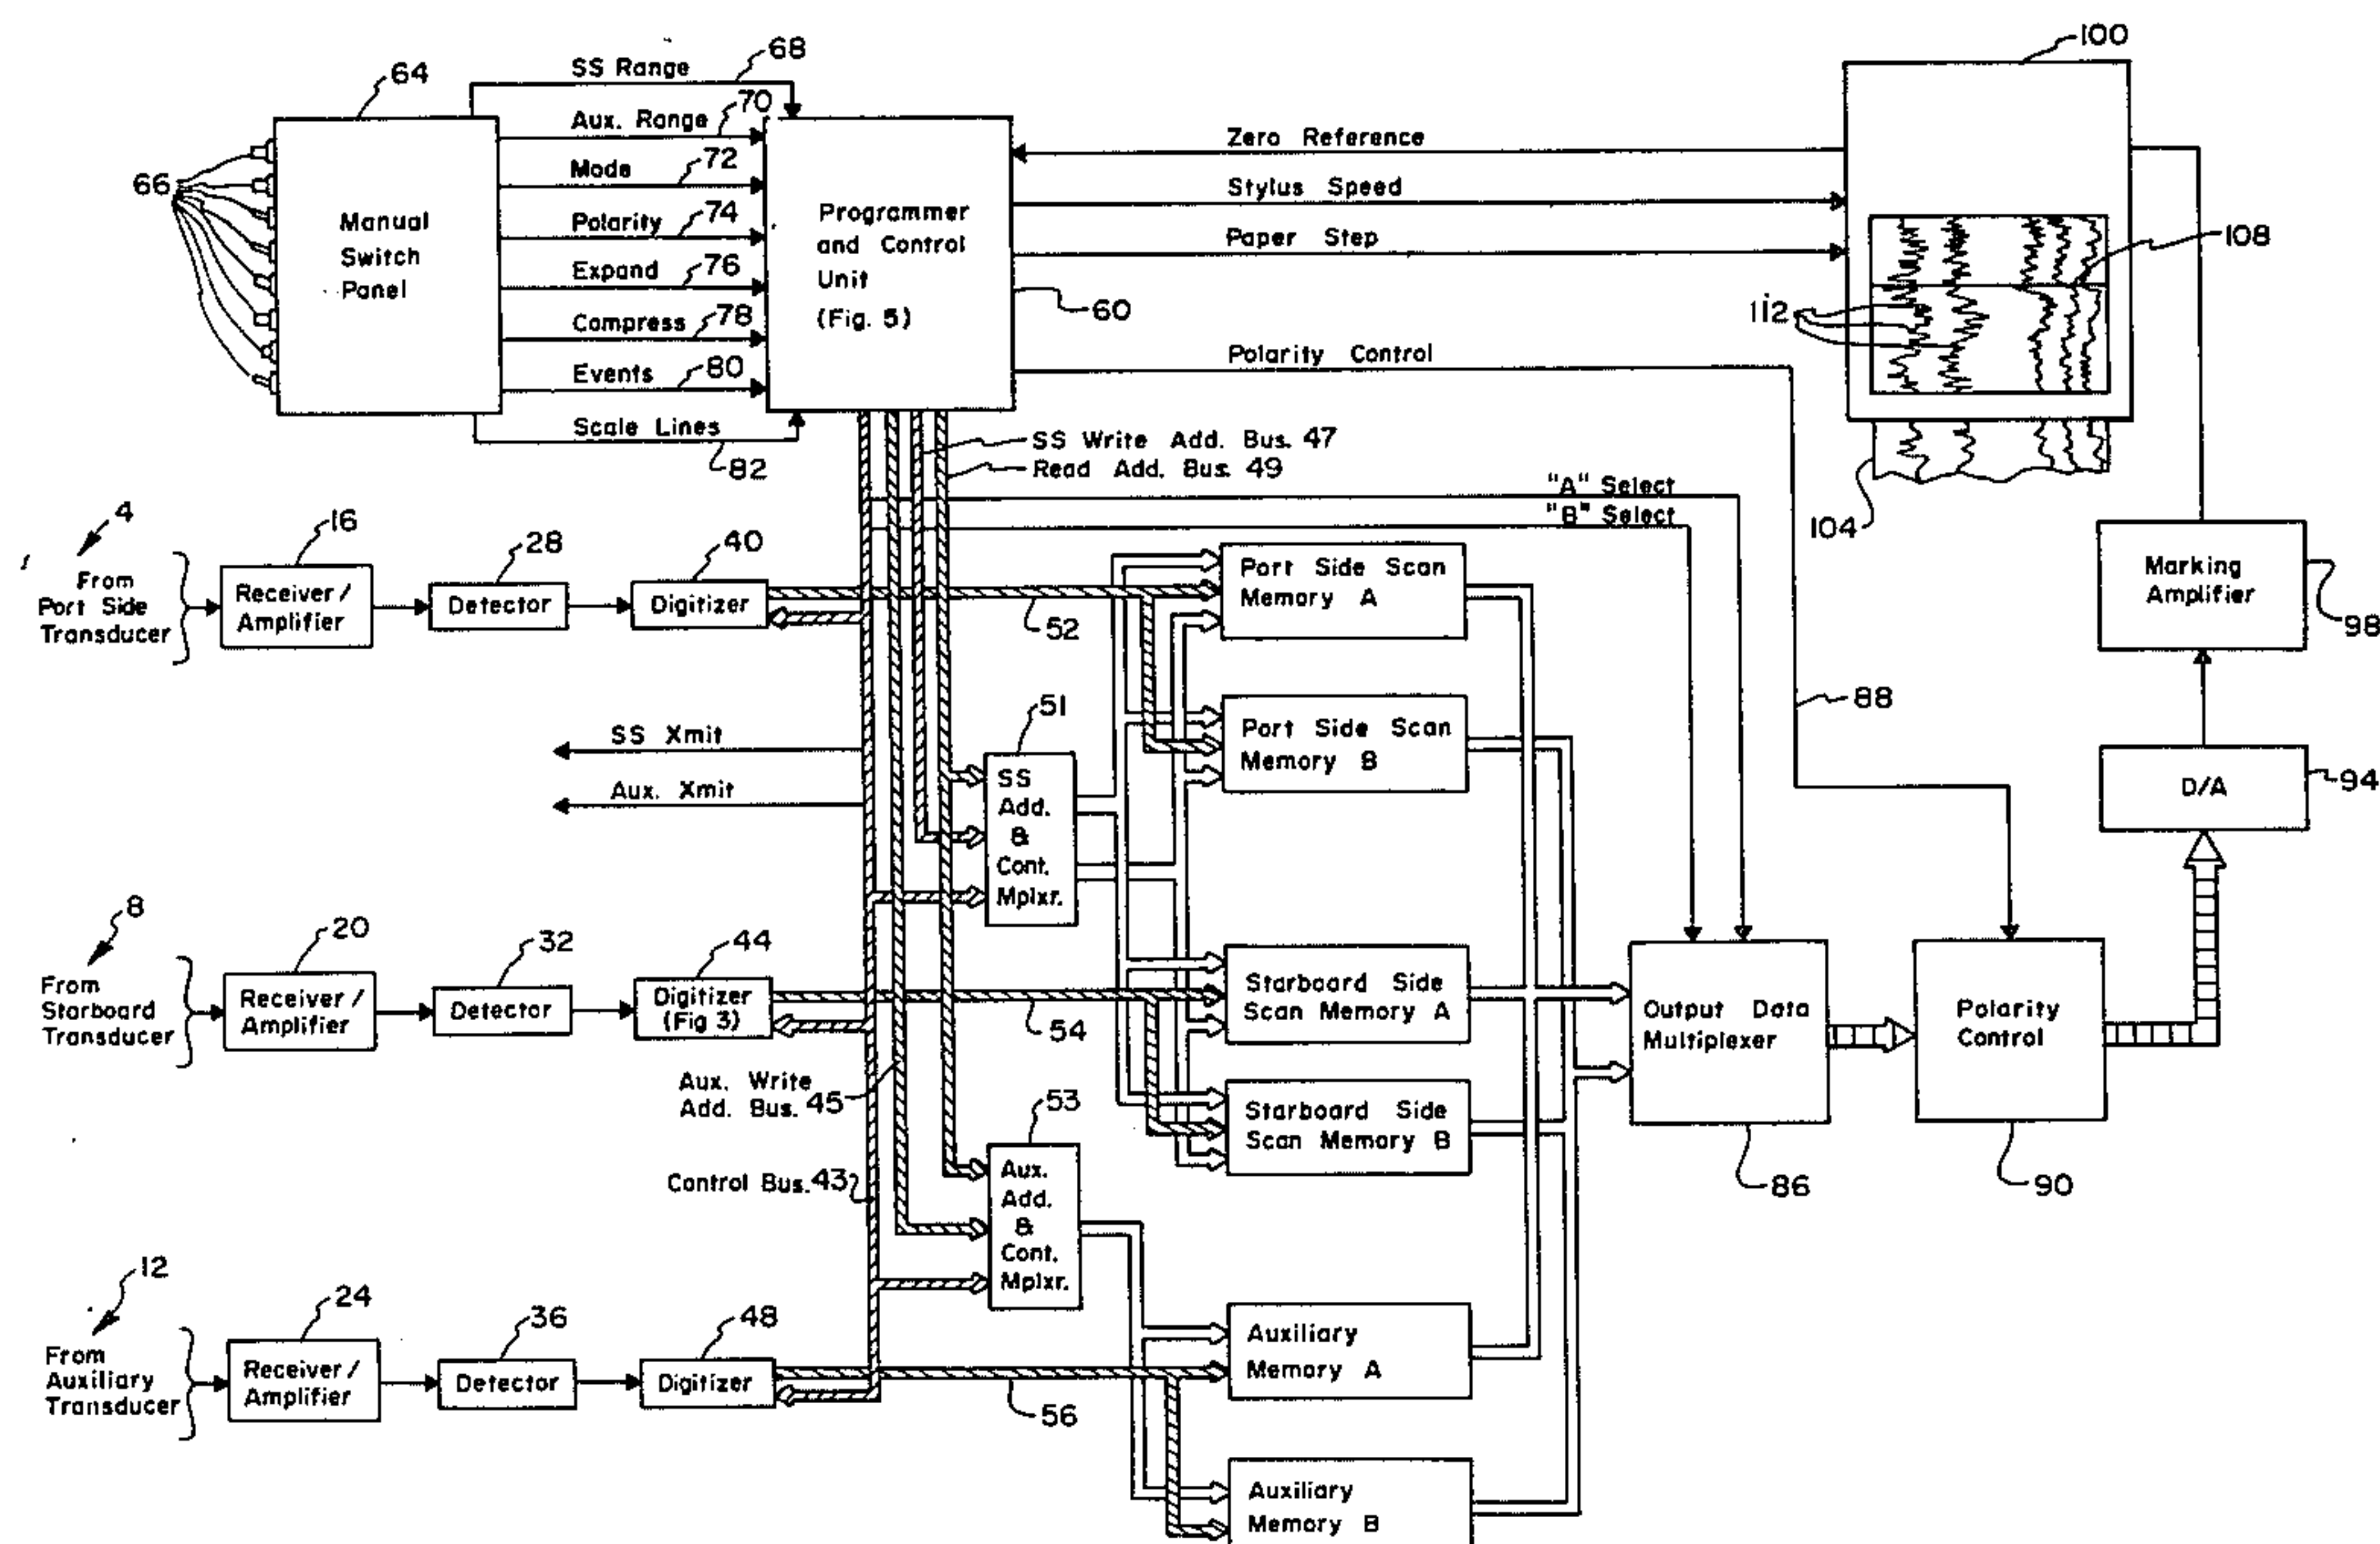 100
SS Range
68
64
Aux. Range
70
Mode
72
Zero Reference
66
Manual
Switch
Panel
Polarity
74
Programmer
and Control
Unit
(Fig. 5)
Stylus Speed
Paper Step
108
Expand
76
60
112
Compress
78
Polarity Control
Events
80
Scale Lines
82
SS Write Add. Bus. 47
Read Add. Bus. 49
"A" Select
"B" Select
104
4
16
28
40
From
Port Side
Transducer
Receiver/
Amplifier
Detector
Digitizer
52
Port Side Scan
Memory A
Marking
Amplifier
98
51
Port Side Scan
Memory B
88
SS Xmit
Aux. Xmit
SS
Add.
&
Cont.
Mplxr.
D/A
94
8
20
32
44
From
Starboard
Transducer
Receiver/
Amplifier
Detector
Digitizer
(Fig 3)
54
Starboard Side
Scan Memory A
Output Data
Multiplexer
Polarity
Control
Aux. Write
Add. Bus. 45
53
Starboard Side
Scan Memory B
86
90
Control Bus. 43
Aux.
Add.
&
Cont.
Mplxr.
12
24
36
48
From
Auxiliary
Transducer
Receiver/
Amplifier
Detector
Digitizer
56
Auxiliary
Memory A
Auxiliary
Memory B